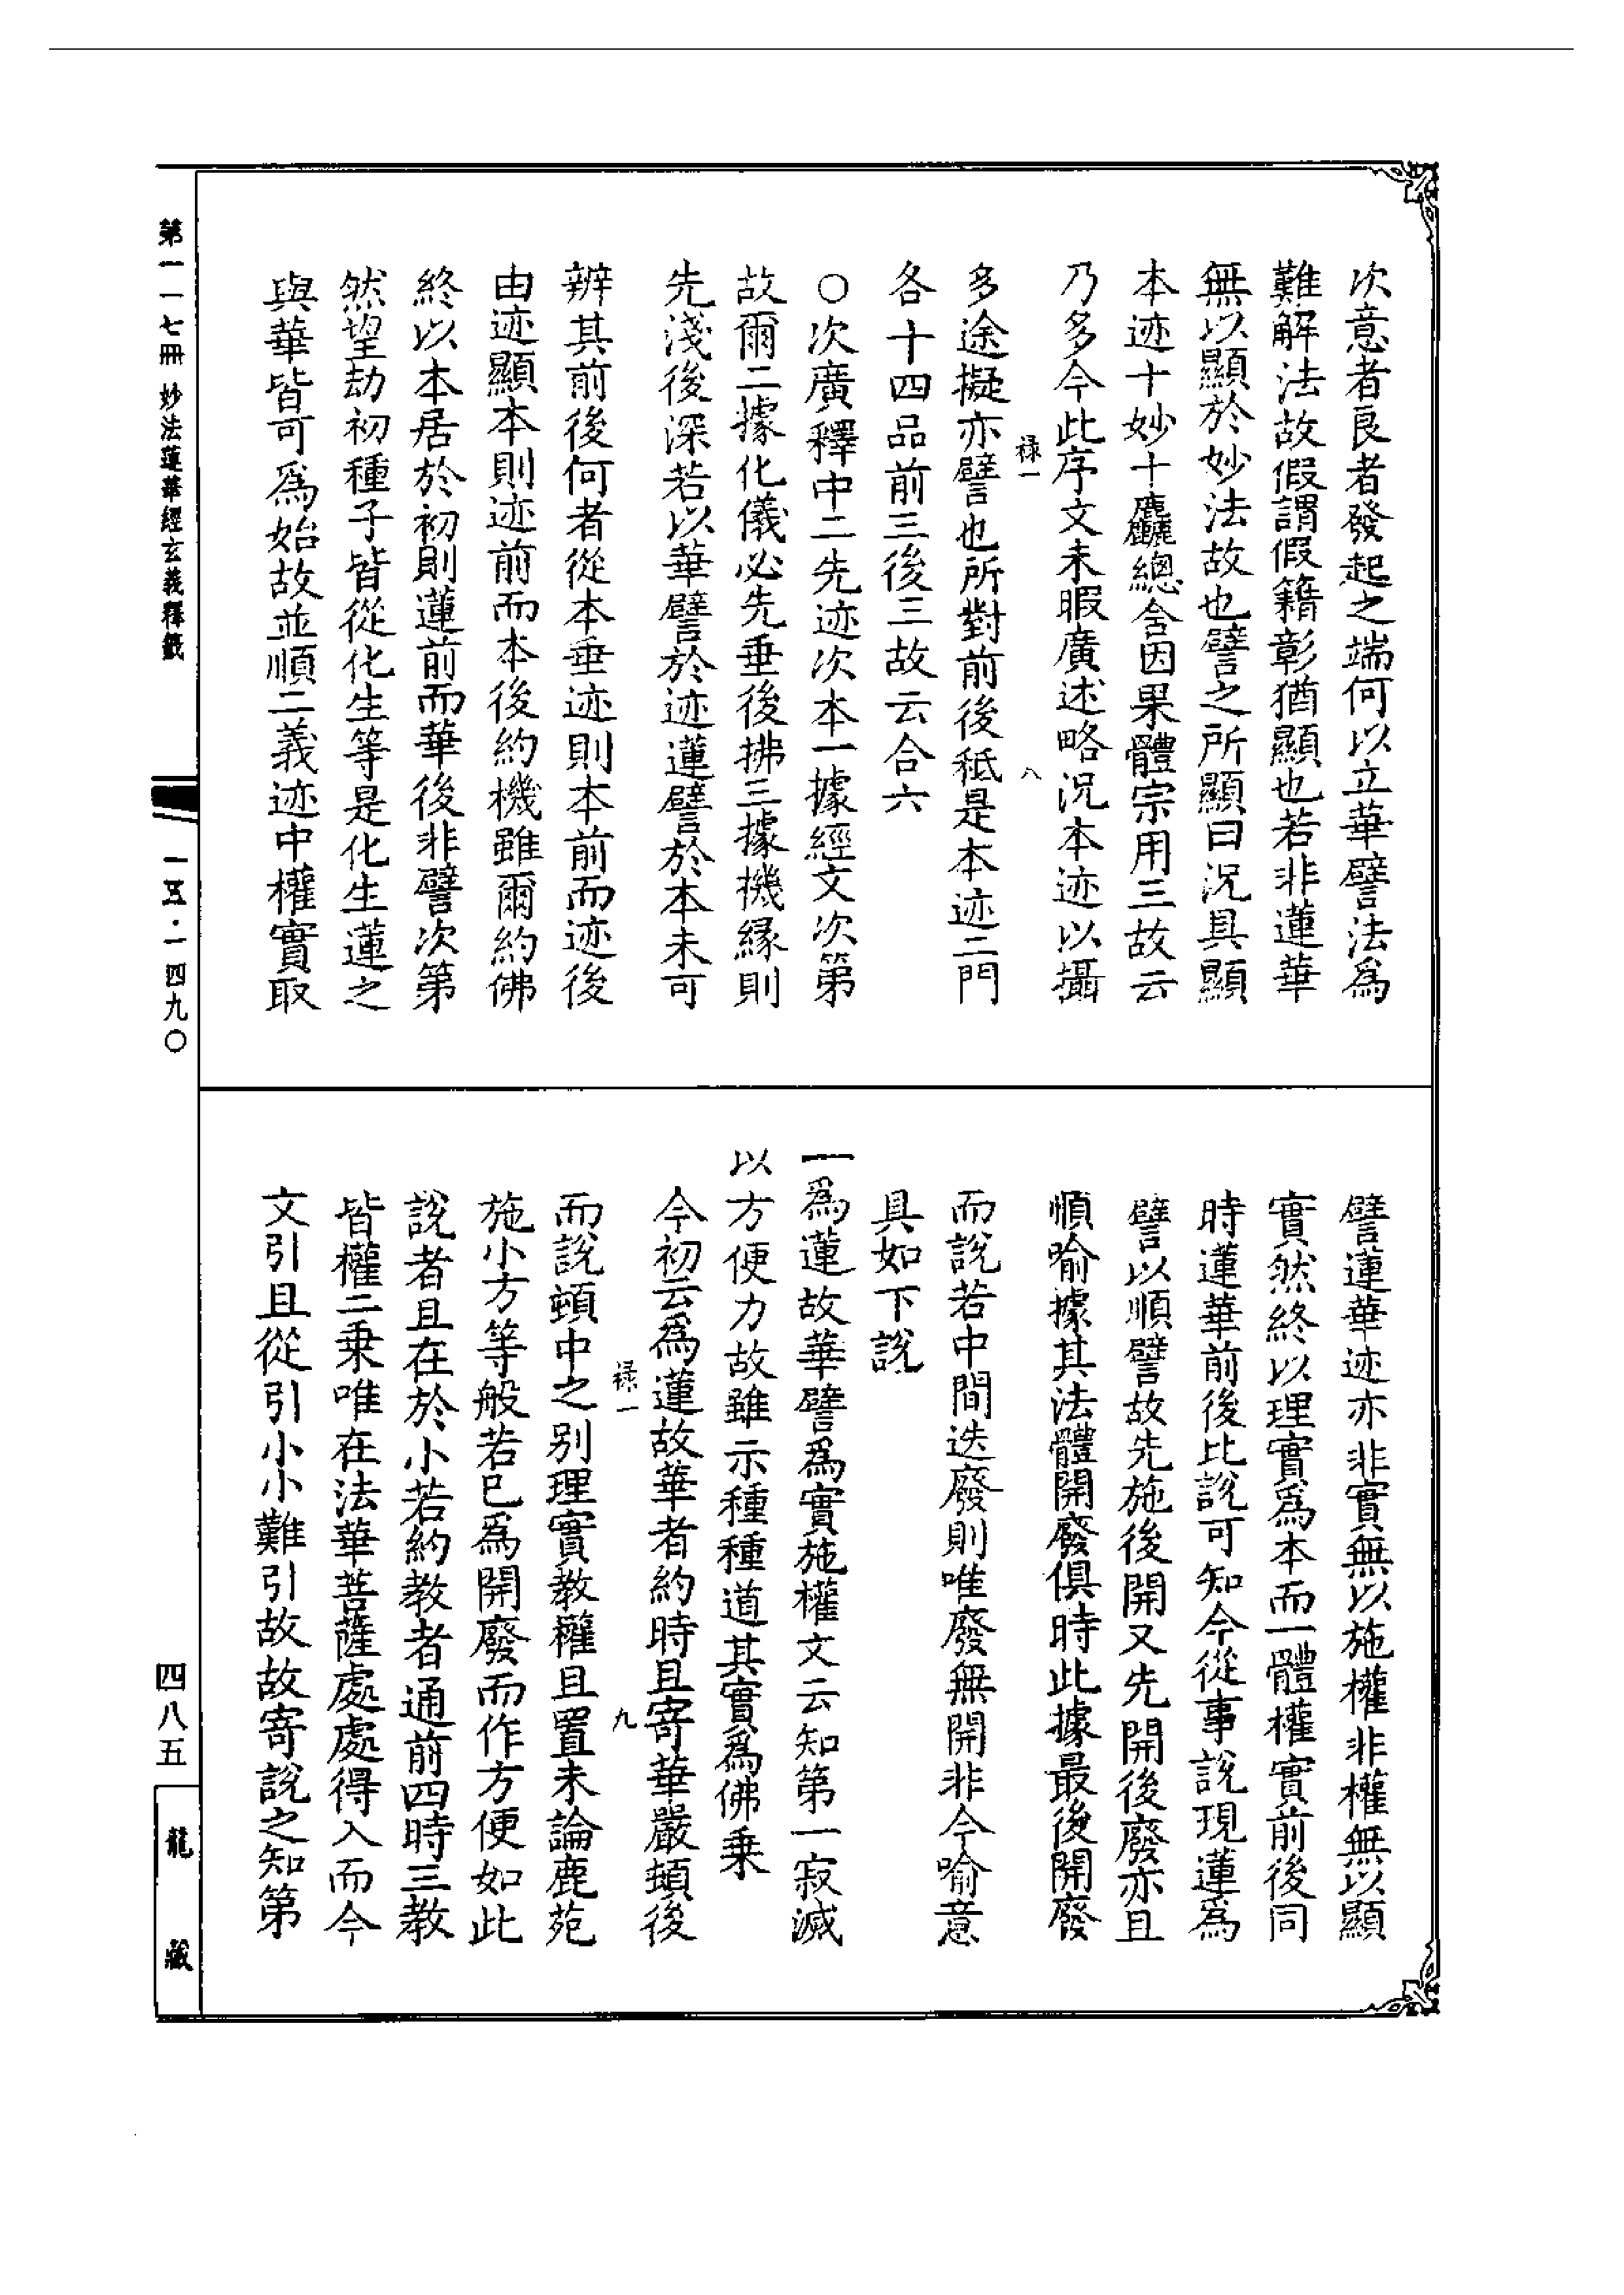 次意者良者發起之端何以立華譬法為
難解法故假謂假籍彰猶顯也若非蓮華
無以顯於妙法故也譬之所顯曰況具顯
本迹十妙十麤總含因果體宗用三故云
乃多今此序文未暇廣述略況本迹以攝
祿一
八
多途擬亦譬也所對前後秖是本迹二門
各十四品前三後三故云合六
○次廣釋中二先迹次本一據經文次第
故爾二據化儀必先垂後拂三據機緣則
先淺後深若以華譬於迹蓮譬於本未可
辨其前後何者從本垂迹則本前而迹後
由迹顯本則迹前而本後約機雖爾約佛
終以本居於初則蓮前而華後非譬次第
然望劫初種子皆從化生等是化生蓮之
與華皆可為始故並順二義迹中權實取
譬蓮華迹亦非實無以施權非權無以顯
實然終以理實為本而一體權實前後同
時蓮華前後比說可知今從事說現蓮為
譬以順譬故先施後開又先開後廢亦且
順喻據其法體開廢俱時此據最後開廢
而說若中間迭廢則唯廢無開非今喻意
具如下說
一為蓮故華譬為實施權文云知第一寂滅
以方便力故雖示種種道其實為佛乘
今初云為蓮故華者約時且寄華嚴頓後
祿一
九
而說頓中之別理實教權且置未論鹿苑
施小方等般若已為開廢而作方便如此
說者且在於小若約教者通前四時三教
皆權二乘唯在法華菩薩處處得入而今
文引且從引小小難引故故寄說之知第
第一一七冊 妙法蓮華經玄義釋籤
一五·一四九〇
四八五
龍藏